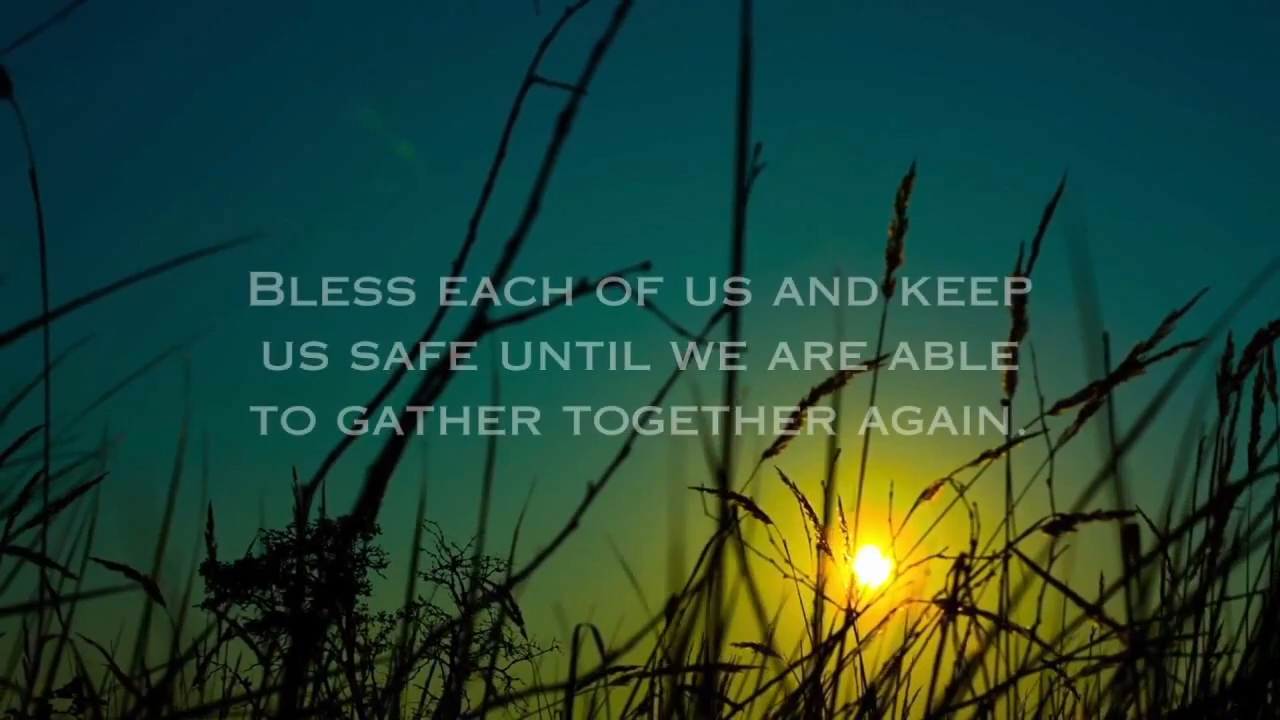 Bless each of us and keep
us safe until we are able
to gather together again.